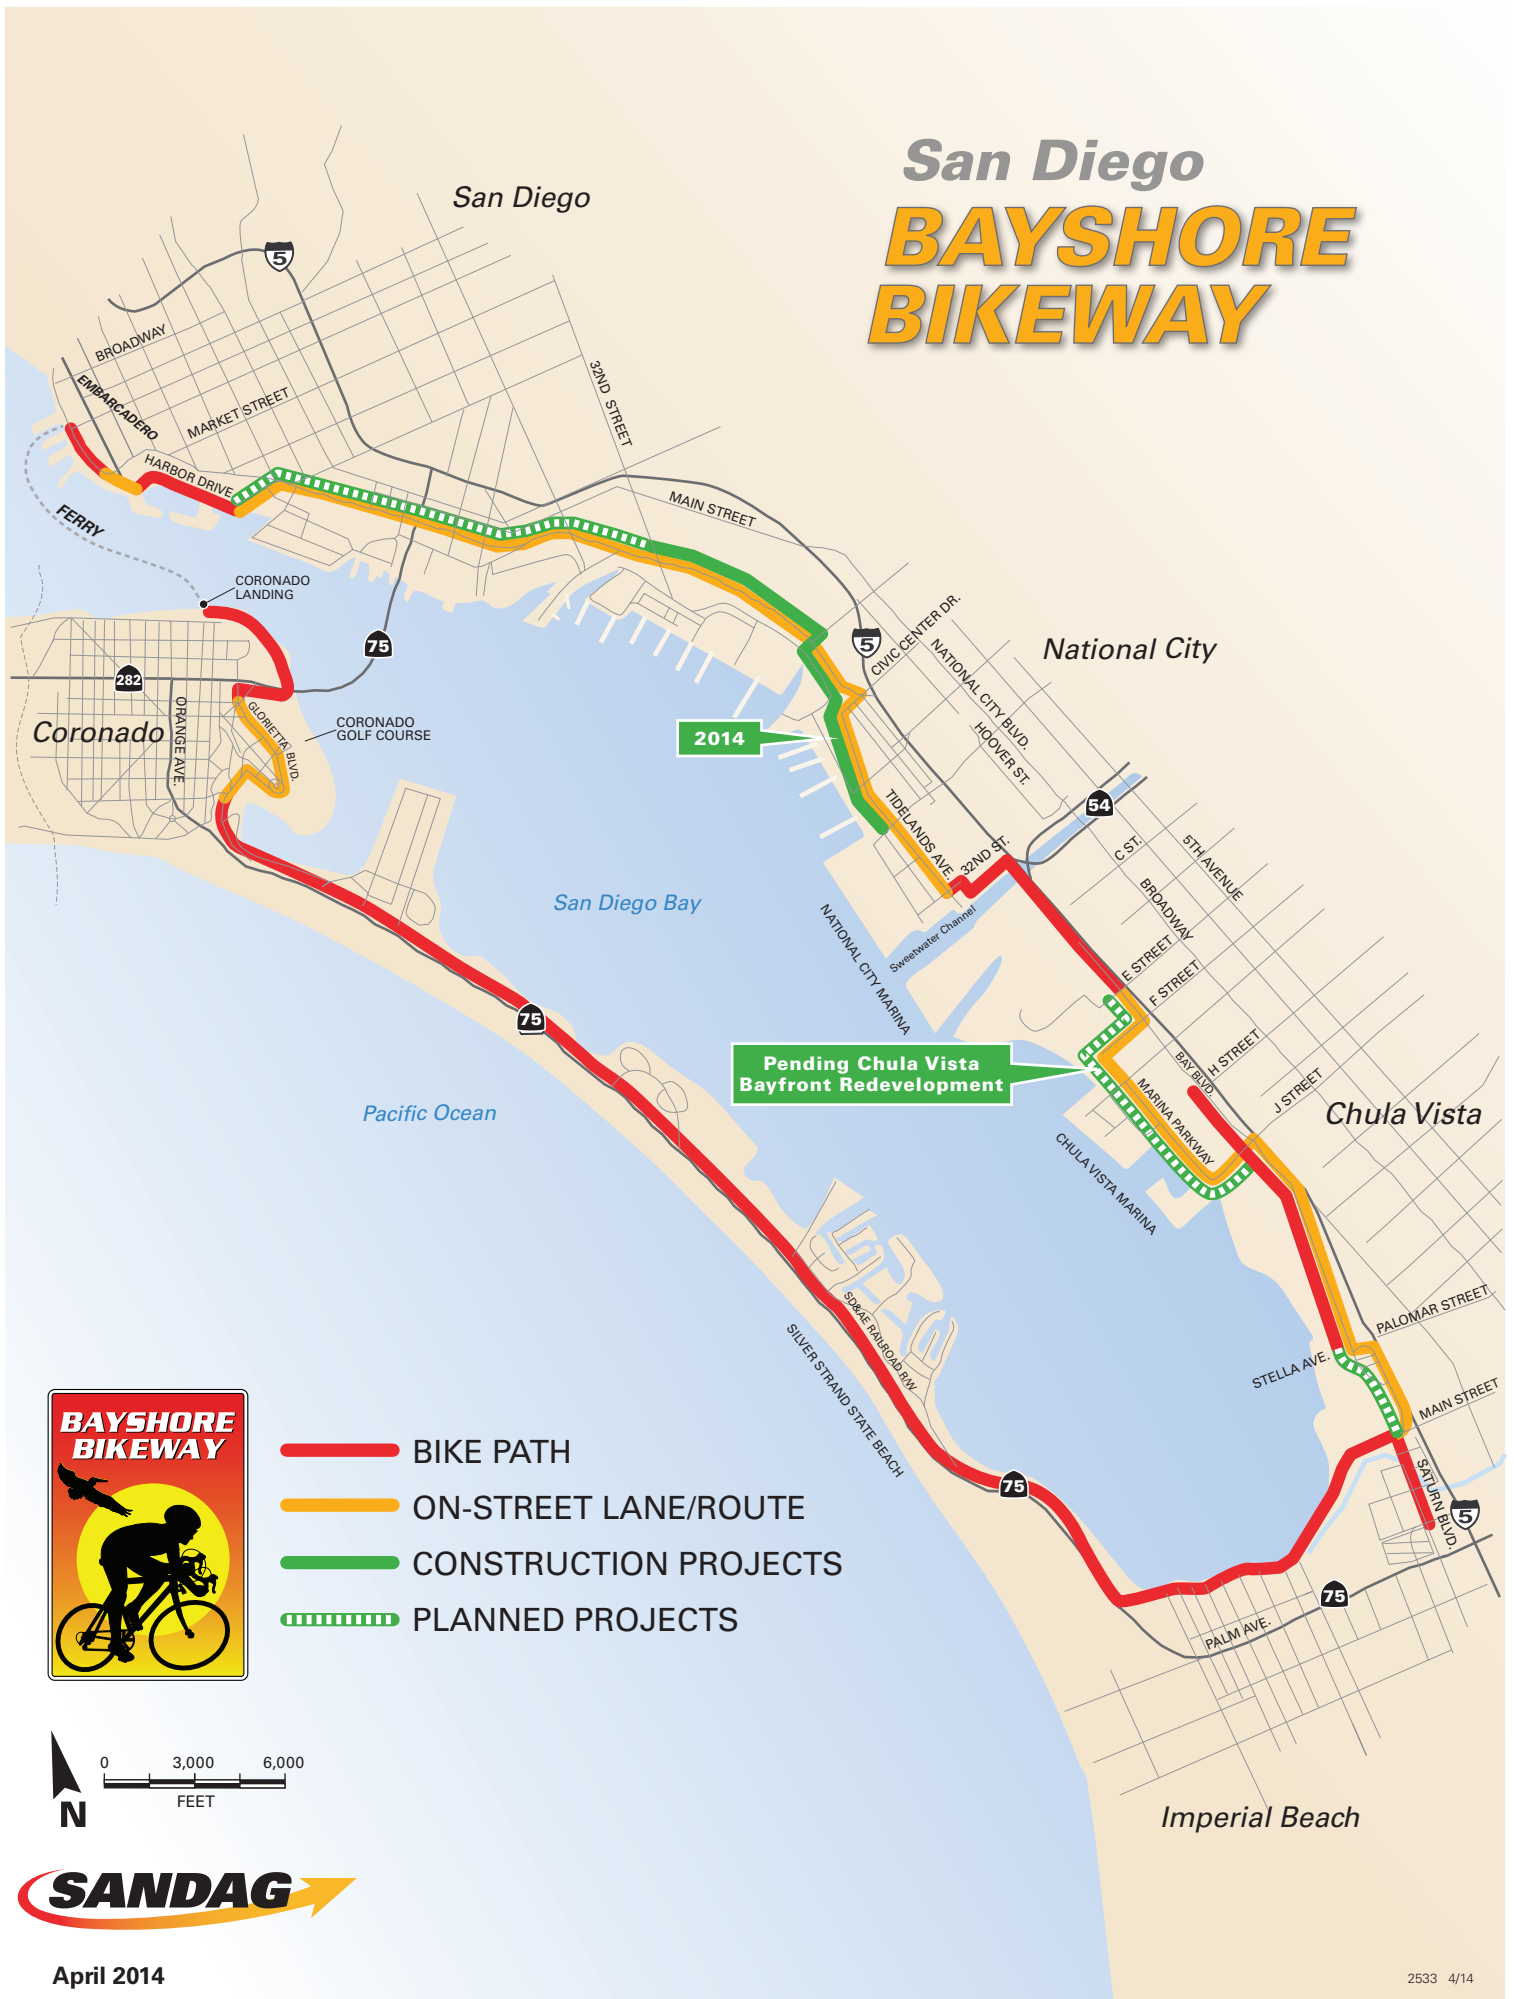 San Diego
BAYSHORE
BIKEWAY
San Diego
5
BROADWAY
EMBARCADERO
MARKET STREET
32ND STREET
HARBOR DRIVE
MAIN STREET
FERRY
CORONADO
LANDING
75
5
CIVIC CENTER DR.
NATIONAL CITY BLVD.
HOOVER ST.
National City
282
ORANGE AVE.
Coronado
GLORIETTA BLVD.
CORONADO
GOLF COURSE
2014
54
TIDELANDS AVE.
32ND ST.
C ST.
5TH AVENUE
BROADWAY
San Diego Bay
NATIONAL CITY MARINA
Sweetwater Channel
E STREET
F STREET
75
Pending Chula Vista
Bayfront Redevelopment
BAY BLVD.
H STREET
J STREET
MARINA PARKWAY
Chula Vista
Pacific Ocean
CHULA VISTA MARINA
SD&AE RAILROAD R/W
SILVER STRAND STATE BEACH
PALOMAR STREET
STELLA AVE.
MAIN STREET
75
SATURN BLVD.
5
75
PALM AVE.
Imperial Beach
BAYSHORE
BIKEWAY
BIKE PATH
ON-STREET LANE/ROUTE
CONSTRUCTION PROJECTS
PLANNED PROJECTS
0 3,000 6,000
FEET
N
SANDAG
April 2014
2533 4/14